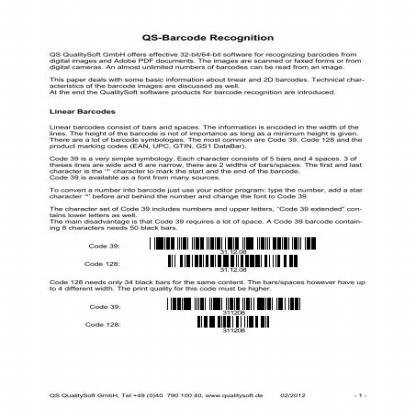 QS-Barcode Recognition
QS QualitySoft GmbH offers effective 32-bit/64-bit software for recognizing barcodes from
digital images and Adobe PDF documents. The images are scanned or faxed forms or from
digital cameras. An almost unlimited numbers of barcodes can be read from an image.
This paper deals with some basic information about linear and 2D barcodes. Technical char-
acteristics of the barcode images are discussed as well.
At the end the QualitySoft software products for barcode recognition are introduced.
Linear Barcodes
Linear barcodes consist of bars and spaces. The information is encoded in the width of the
lines. The height of the barcode is not of importance as long as a minimum height is given.
There are a lot of barcode symbologies. The most common are Code 39, Code 128 and the
product marking codes (EAN, UPC, GTIN, GS1 DataBar).
Code 39 is a very simple symbology. Each character consists of 5 bars and 4 spaces. 3 of
theses lines are wide and 6 are narrow, there are 2 widths of bars/spaces. The first and last
character is the '*' character to mark the start and the end of the barcode.
Code 39 is available as a font from many sources.
To convert a number into barcode just use your editor program: type the number, add a star
character '*' before and behind the number and change the font to Code 39.
The character set of Code 39 includes numbers and upper letters, "Code 39 extended" con-
tains lower letters as well.
The main disadvantage is that Code 39 requires a lot of space. A Code 39 barcode contain-
ing 8 characters needs 50 black bars.
Code 39:
31.12.08
Code 128:
31.12.08
Code 128 needs only 34 black bars for the same content. The bars/spaces however have up
to 4 different width. The print quality for this code must be higher.
Code 39:
311208
Code 128:
311208
QS QualitySoft GmbH, Tel +49 (0)40 790 100 40, www.qualitysoft.de 02/2012 - 1 -